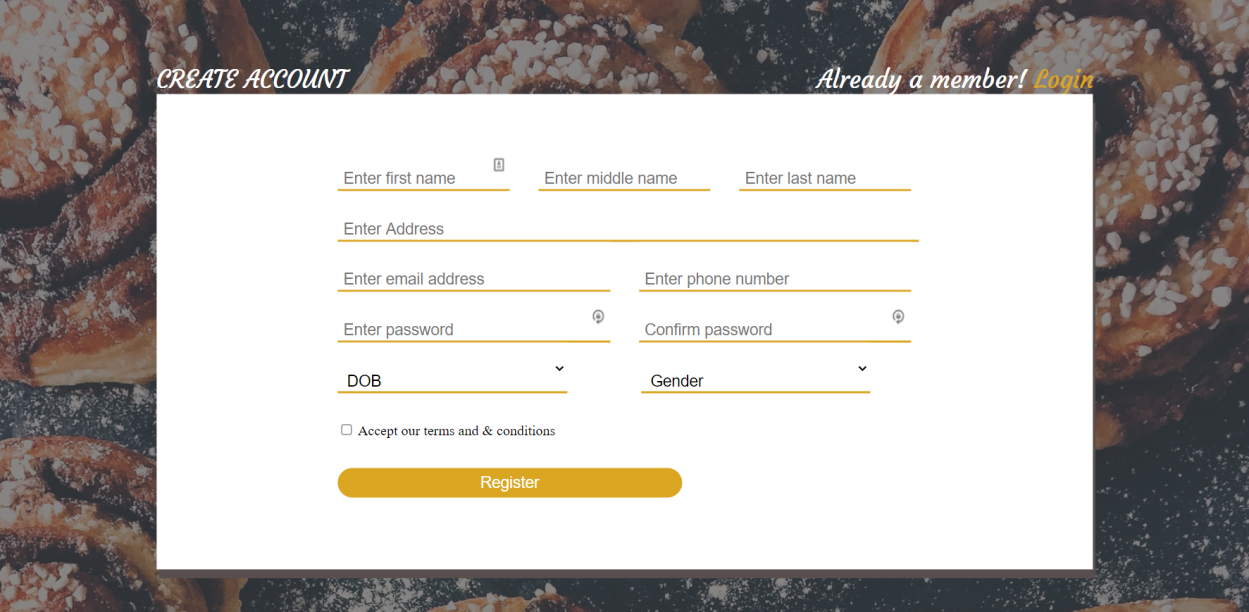 CREATE ACCOUNT
Already a member! Login
Enter first name
Enter middle name
Enter last name
Enter Address
Enter email address
Enter phone number
Enter password
Confirm password
DOB
Gender
Accept our terms and & conditions
Register